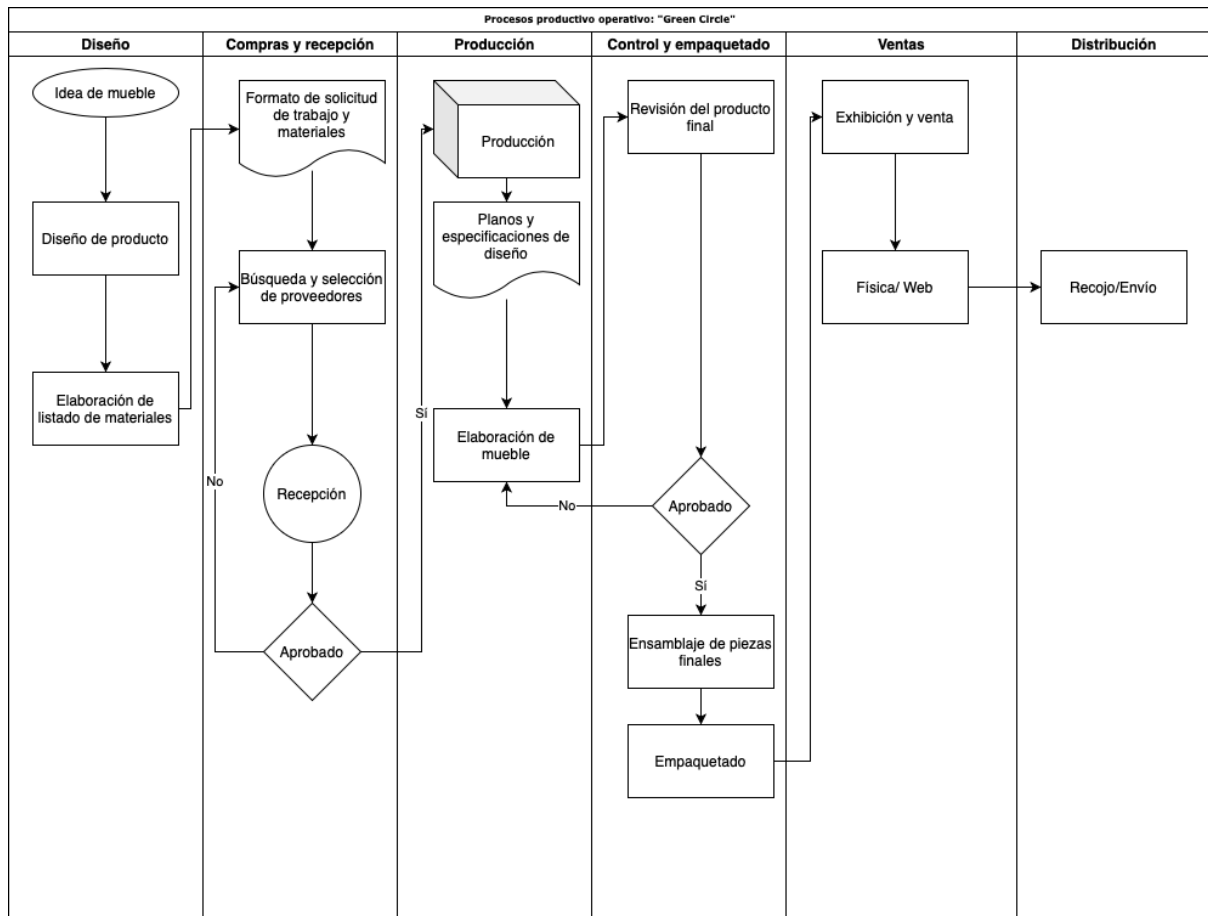 Procesos productivo operativo: "Green Circle"
Diseño
Compras y recepción
Producción
Control y empaquetado
Ventas
Distribución
Idea de mueble
Diseño de producto
Elaboración de
listado de materiales
Formato de solicitud
de trabajo y
materiales
Búsqueda y selección
de proveedores
Recepción
Aprobado
No
Sí
Producción
Planos y
especificaciones de
diseño
Elaboración de
mueble
Revisión del producto
final
Aprobado
No
Sí
Ensamblaje de piezas
finales
Empaquetado
Exhibición y venta
Física/ Web
Recojo/Envío